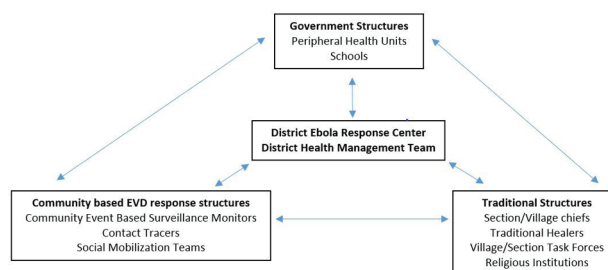 Government Structures
Peripheral Health Units
Schools
District Ebola Response Center
District Health Management Team
Community based EVD response structures
Community Event Based Surveillance Monitors
Contact Tracers
Social Mobilization Teams
Traditional Structures
Section/Village chiefs
Traditional Healers
Village/Section Task Forces
Religious Institutions